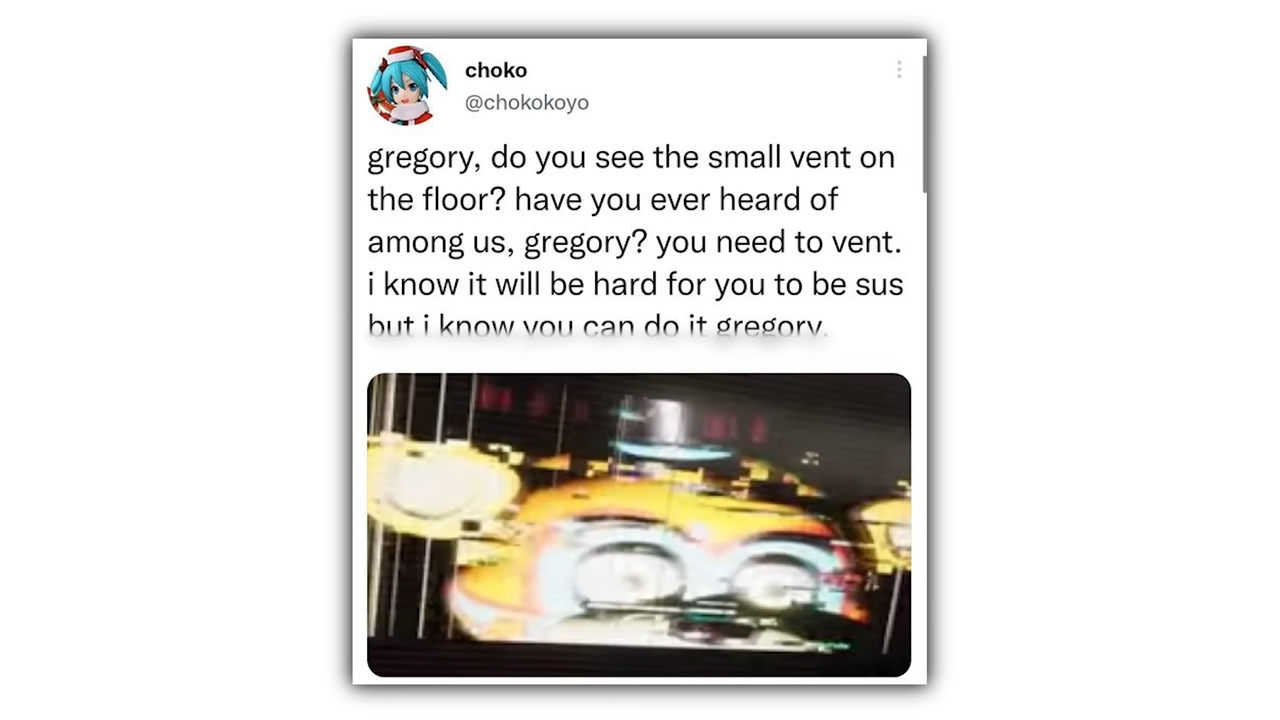 choko
@chokokoyo
gregory, do you see the small vent on
the floor? have you ever heard of
among us, gregory? you need to vent.
i know it will be hard for you to be sus
but i know you can do it gregory.